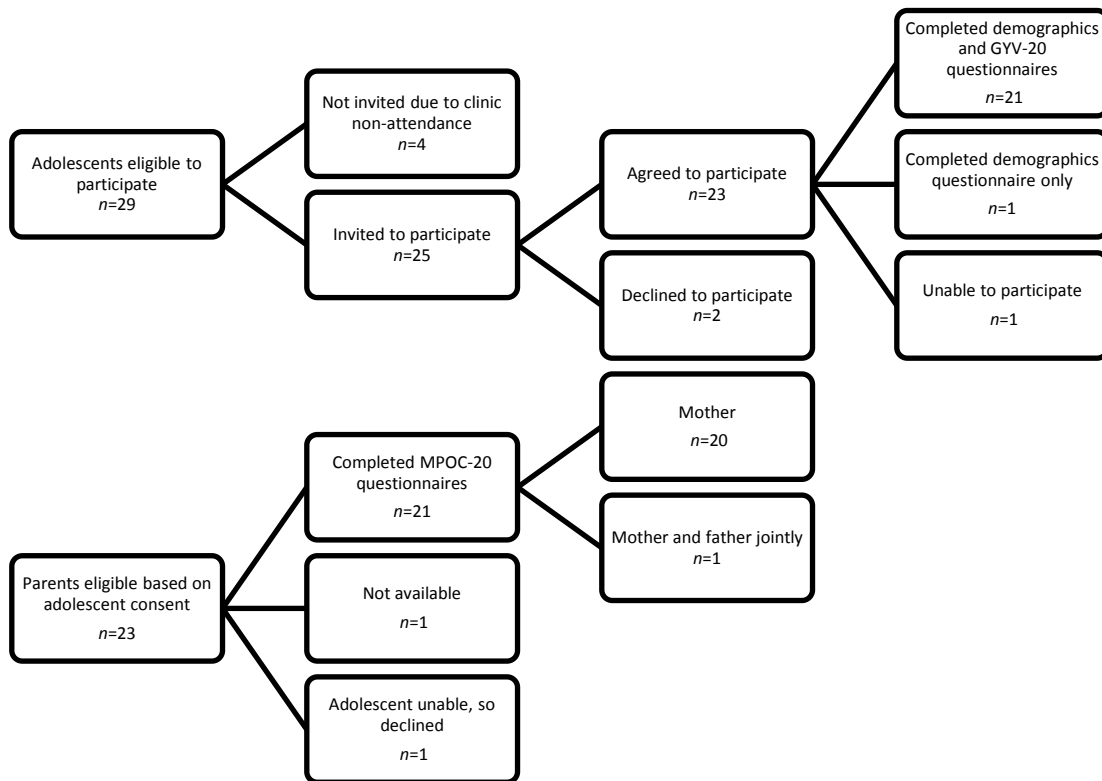 Adolescents eligible to
participate
n=29
Not invited due to clinic
non-attendance
n=4
Invited to participate
n=25
Agreed to participate
n=23
Declined to participate
n=2
Completed demographics
and GYV-20
questionnaires
n=21
Completed demographics
questionnaire only
n=1
Unable to participate
n=1
Parents eligible based on
adolescent consent
n=23
Completed MPOC-20
questionnaires
n=21
Not available
n=1
Adolescent unable, so
declined
n=1
Mother
n=20
Mother and father jointly
n=1